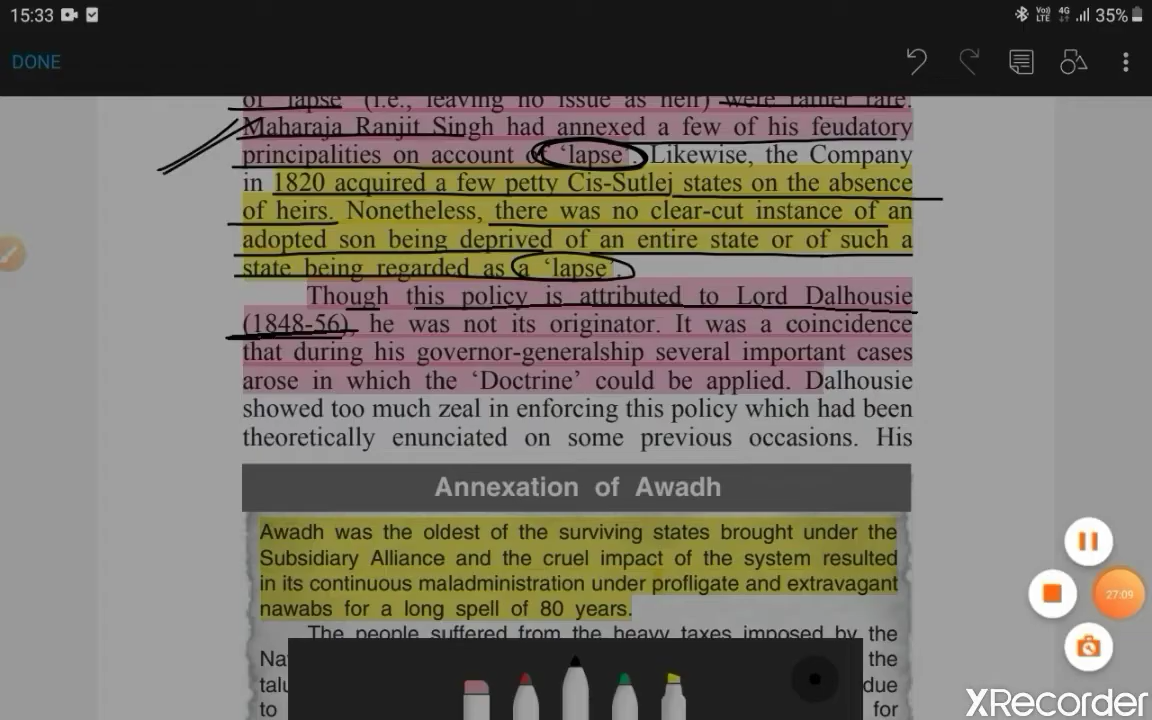 15:33
Vo)) LTE 4G 35%
DONE
of 'lapse' (i.e., leaving no issue as heir) were rather rare.
Maharaja Ranjit Singh had annexed a few of his feudatory
principalities on account of 'lapse'. Likewise, the Company
in 1820 acquired a few petty Cis-Sutlej states on the absence
of heirs. Nonetheless, there was no clear-cut instance of an
adopted son being deprived of an entire state or of such a
state being regarded as a 'lapse'.
Though this policy is attributed to Lord Dalhousie
(1848-56), he was not its originator. It was a coincidence
that during his governor-generalship several important cases
arose in which the 'Doctrine' could be applied. Dalhousie
showed too much zeal in enforcing this policy which had been
theoretically enunciated on some previous occasions. His
Annexation of Awadh
Awadh was the oldest of the surviving states brought under the
Subsidiary Alliance and the cruel impact of the system resulted
in its continuous maladministration under profligate and extravagant
nawabs for a long spell of 80 years.
The people suffered from the heavy taxes imposed by the
Na the
talu due
to for
27:09
XRecorder